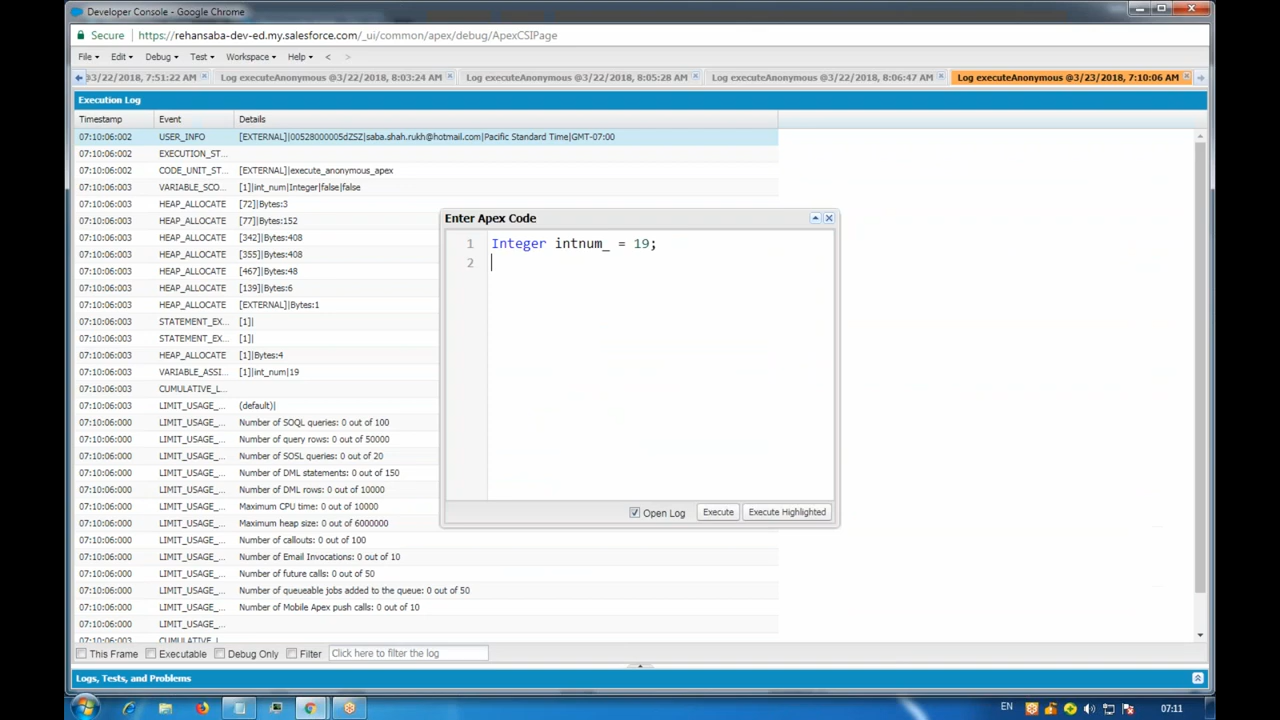 Developer Console - Google Chrome
Secure https://rehansaba-dev-ed.my.salesforce.com/_ui/common/apex/debug/ApexCSIPage
File Edit Debug Test Workspace Help < >
3/22/2018, 7:51:22 AM Log executeAnonymous @3/22/2018, 8:03:24 AM Log executeAnonymous @3/22/2018, 8:05:28 AM Log executeAnonymous @3/22/2018, 8:06:47 AM Log executeAnonymous @3/23/2018, 7:10:06 AM
Execution Log
Timestamp Event Details
07:10:06:002 USER_INFO [EXTERNAL]|00528000005dZSZ|saba.shah.rukh@hotmail.com|Pacific Standard Time|GMT-07:00
07:10:06:002 EXECUTION_ST...
07:10:06:002 CODE_UNIT_ST... [EXTERNAL]|execute_anonymous_apex
07:10:06:003 VARIABLE_SCO... [1]|int_num|Integer|false|false
07:10:06:003 HEAP_ALLOCATE [72]|Bytes:3
07:10:06:003 HEAP_ALLOCATE [77]|Bytes:152
07:10:06:003 HEAP_ALLOCATE [342]|Bytes:408
07:10:06:003 HEAP_ALLOCATE [355]|Bytes:408
07:10:06:003 HEAP_ALLOCATE [467]|Bytes:48
07:10:06:003 HEAP_ALLOCATE [139]|Bytes:6
07:10:06:003 HEAP_ALLOCATE [EXTERNAL]|Bytes:1
07:10:06:003 STATEMENT_EX... [1]|
07:10:06:003 STATEMENT_EX... [1]|
07:10:06:003 HEAP_ALLOCATE [1]|Bytes:4
07:10:06:003 VARIABLE_ASSI... [1]|int_num|19
07:10:06:003 CUMULATIVE_L...
07:10:06:003 LIMIT_USAGE_... (default)|
07:10:06:000 LIMIT_USAGE_... Number of SOQL queries: 0 out of 100
07:10:06:000 LIMIT_USAGE_... Number of query rows: 0 out of 50000
07:10:06:000 LIMIT_USAGE_... Number of SOSL queries: 0 out of 20
07:10:06:000 LIMIT_USAGE_... Number of DML statements: 0 out of 150
07:10:06:000 LIMIT_USAGE_... Number of DML rows: 0 out of 10000
07:10:06:000 LIMIT_USAGE_... Maximum CPU time: 0 out of 10000
07:10:06:000 LIMIT_USAGE_... Maximum heap size: 0 out of 6000000
07:10:06:000 LIMIT_USAGE_... Number of callouts: 0 out of 100
07:10:06:000 LIMIT_USAGE_... Number of Email Invocations: 0 out of 10
07:10:06:000 LIMIT_USAGE_... Number of future calls: 0 out of 50
07:10:06:000 LIMIT_USAGE_... Number of queueable jobs added to the queue: 0 out of 50
07:10:06:000 LIMIT_USAGE_... Number of Mobile Apex push calls: 0 out of 10
07:10:06:000 LIMIT_USAGE_...
07:10:06:003 CUMULATIVE_L...
Enter Apex Code
1 Integer intnum_ = 19;
2
Open Log Execute Execute Highlighted
This Frame Executable Debug Only Filter Click here to filter the log
Logs, Tests, and Problems
EN 07:11